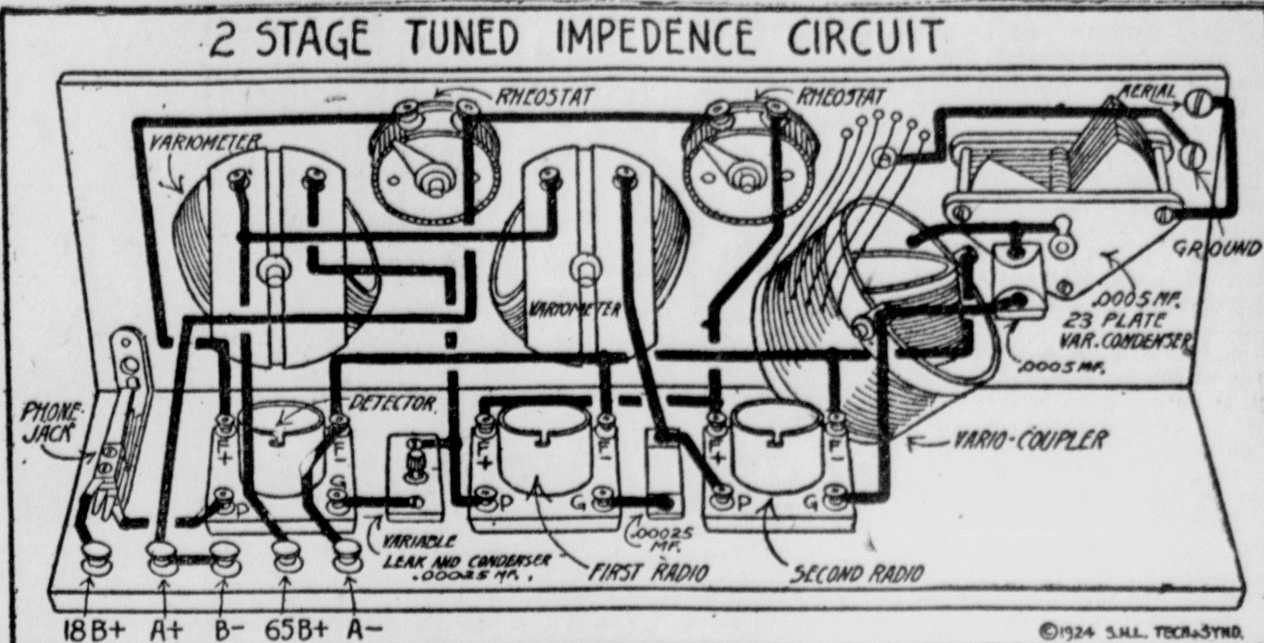 2 STAGE TUNED IMPEDENCE CIRCUIT
RHEOSTAT
RHEOSTAT
AERIAL
VARIOMETER
GROUND
VARIOMETER
.0005 MF.
23 PLATE
VAR. CONDENSER
.0005 MF.
PHONE-
JACK
DETECTOR
VARIO-COUPLER
F+
F-
F+
F-
F+
F-
P
G
P
G
P
G
.00025
MF.
VARIABLE
LEAK AND CONDENSER
.00025 MF.
FIRST RADIO
SECOND RADIO
18B+
A+
B-
65B+
A-
©1924 S.M.L. TECH. SYND.